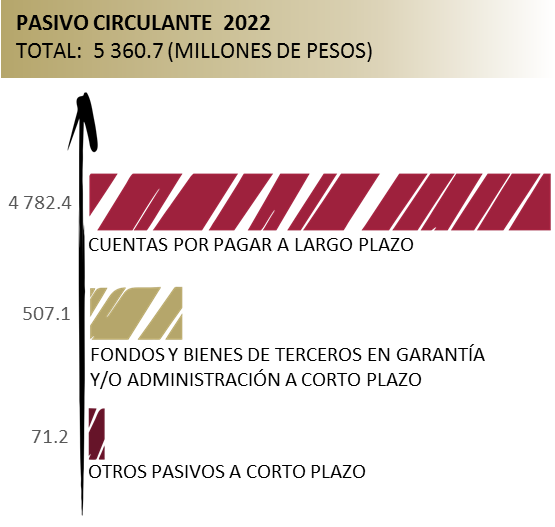 PASIVO CIRCULANTE  2022
TOTAL:  5 360.7 (MILLONES DE PESOS)
4 782.4
CUENTAS POR PAGAR A LARGO PLAZO
507.1
FONDOS Y BIENES DE TERCEROS EN GARANTÍA
Y/O ADMINISTRACIÓN A CORTO PLAZO
71.2
OTROS PASIVOS A CORTO PLAZO